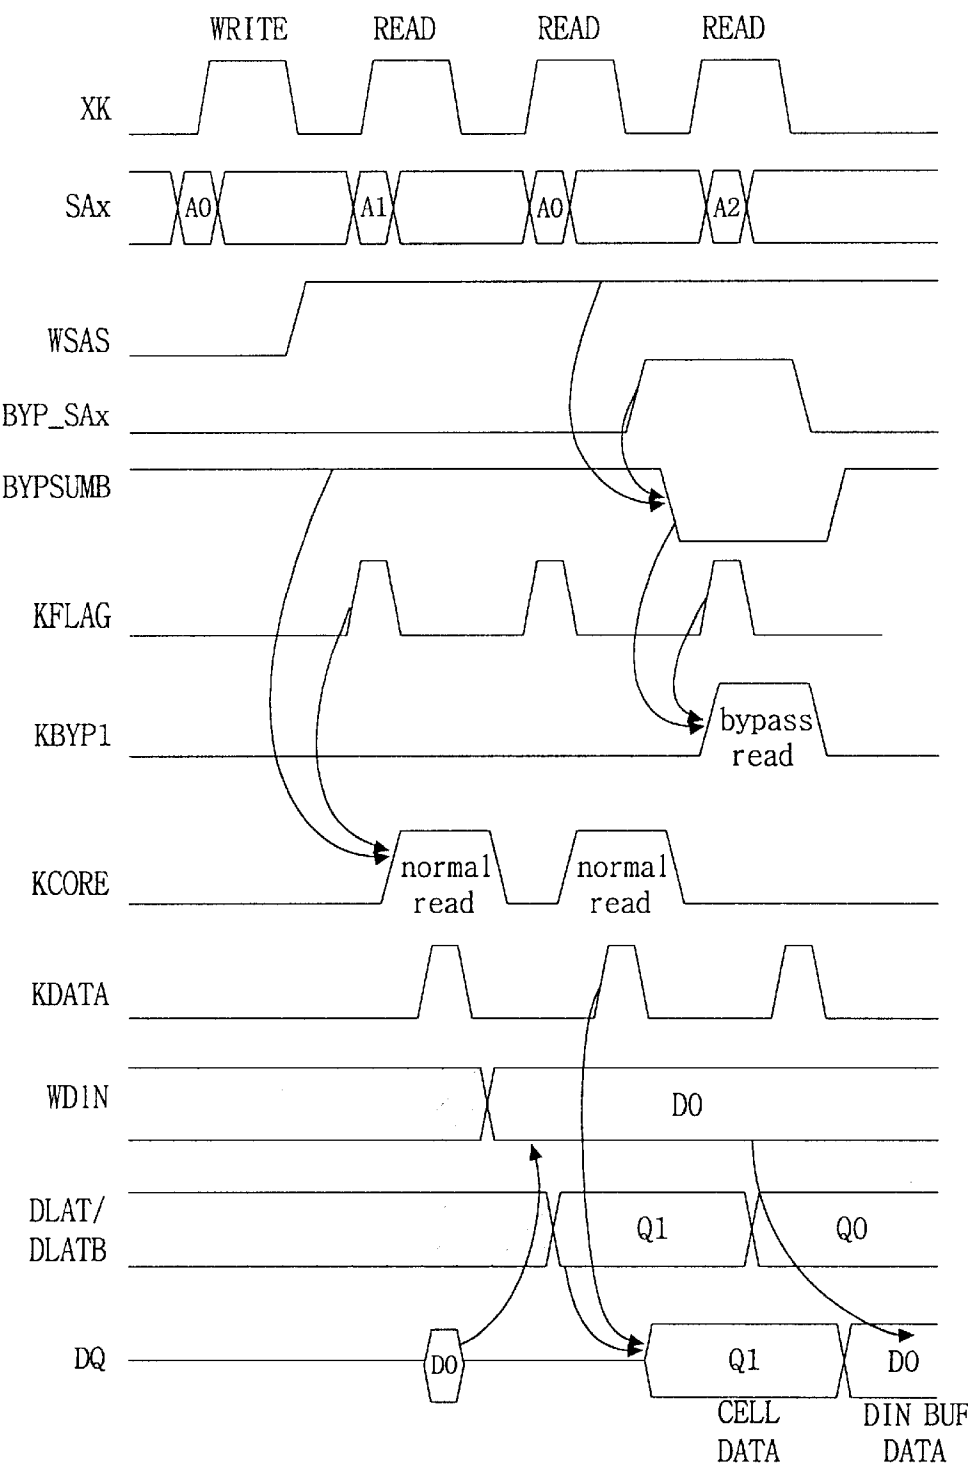 WRITE READ READ READ
XK
SAx A0 A1 A0 A2
WSAS
BYP_SAx
BYPSUMB
KFLAG
KBYP1 bypass
read
KCORE normal normal
read read
KDATA
WD1N D0
DLAT/
DLATB Q1 Q0
DQ D0 Q1 D0
CELL DIN BUF
DATA DATA